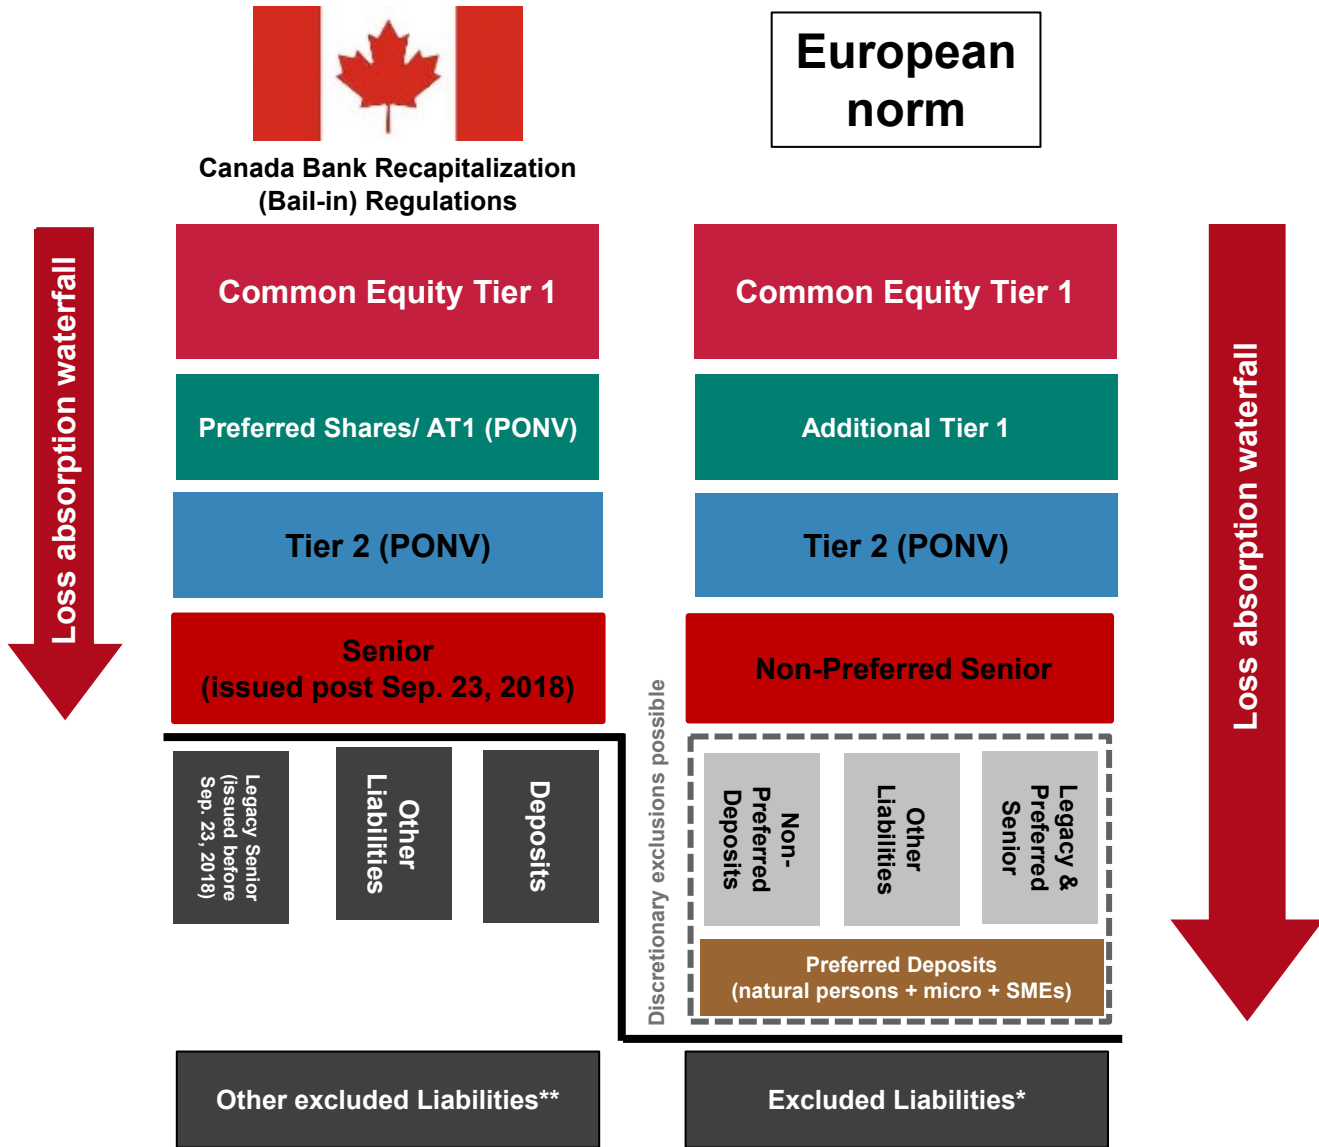 European
norm
Canada Bank Recapitalization
(Bail-in) Regulations
Loss absorption waterfall
Common Equity Tier 1
Preferred Shares/ AT1 (PONV)
Tier 2 (PONV)
Senior
(issued post Sep. 23, 2018)
Legacy Senior
(issued before
Sep. 23, 2018)
Other
Liabilities
Deposits
Other excluded Liabilities**
Common Equity Tier 1
Additional Tier 1
Tier 2 (PONV)
Non-Preferred Senior
Discretionary exclusions possible
Non-
Preferred
Deposits
Other
Liabilities
Legacy &
Preferred
Senior
Preferred Deposits
(natural persons + micro + SMEs)
Excluded Liabilities*
Loss absorption waterfall